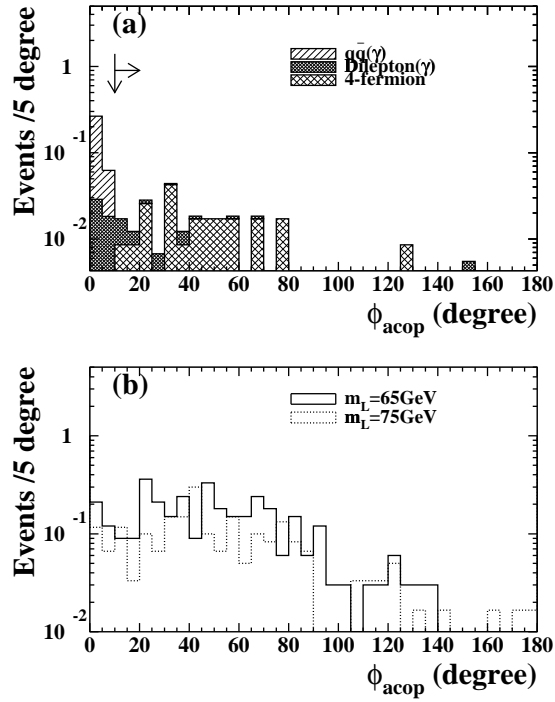 (a)
qq̄(γ)
Dilepton(γ)
4-fermion
Events /5 degree
1
10 -1
10 -2
0 20 40 60 80 100 120 140 160 180
ϕacop (degree)
(b)
mL=65GeV
mL=75GeV
Events /5 degree
1
10 -1
10 -2
0 20 40 60 80 100 120 140 160 180
ϕacop (degree)